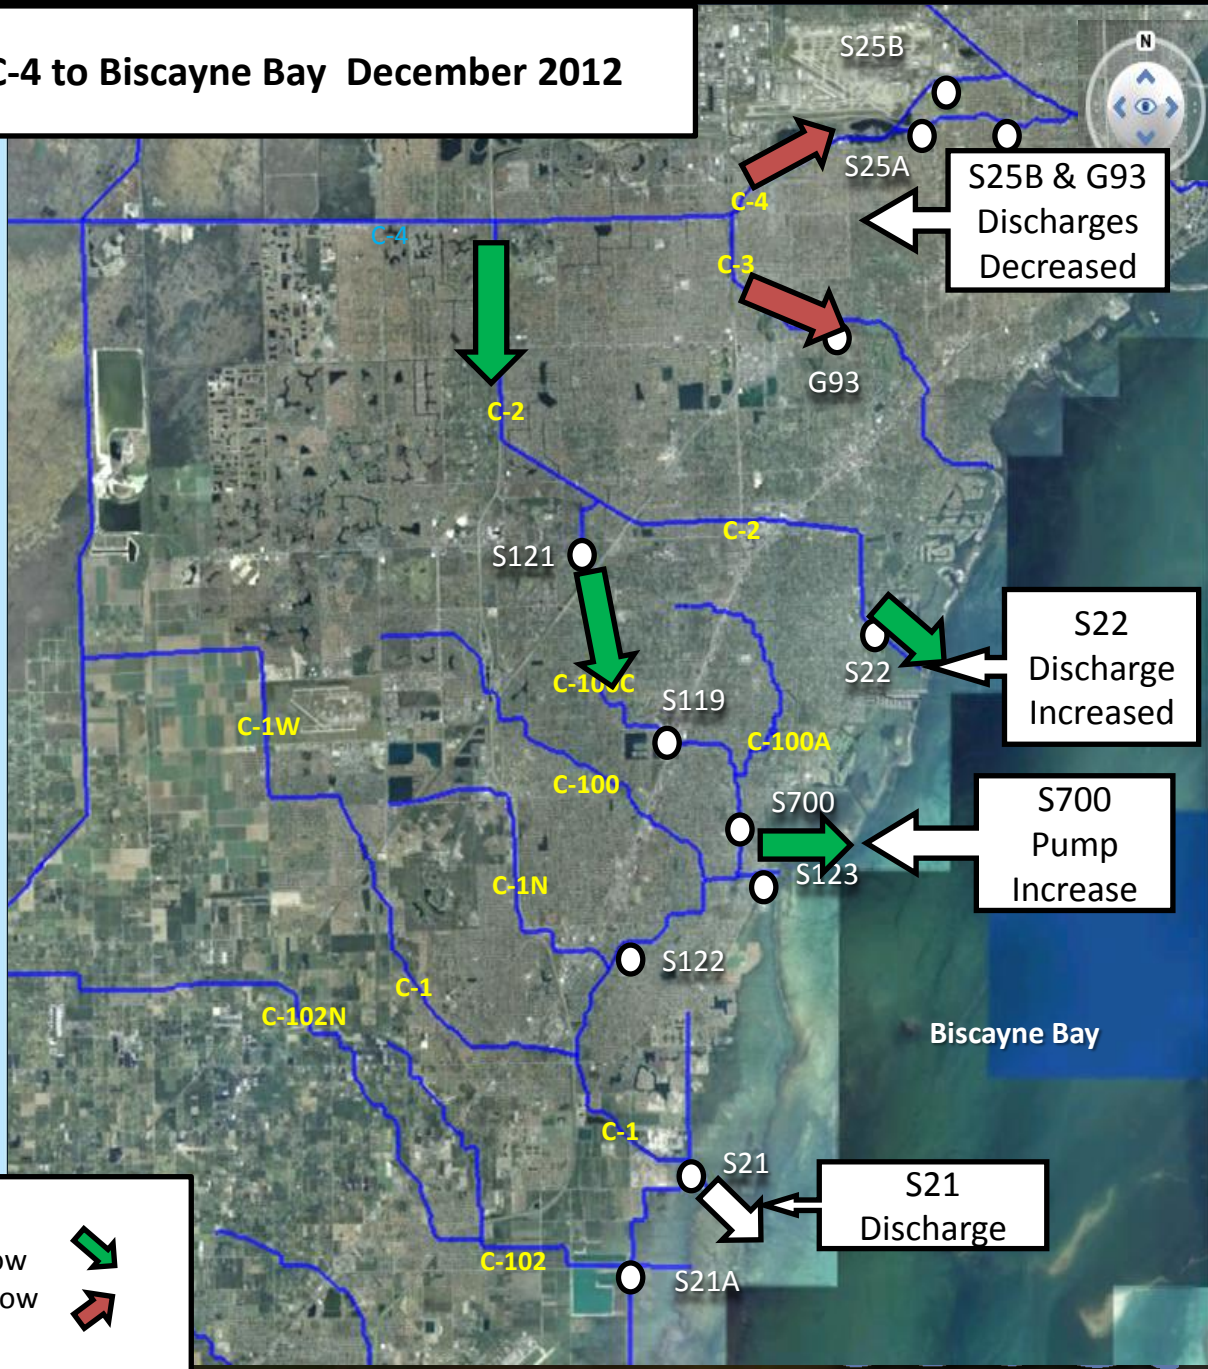 C-4 to Biscayne Bay December 2012
N
S25B
S25A
S25B & G93
Discharges
Decreased
C-4
C-4
C-3
G93
C-2
C-2
S121
S22
S22
Discharge
Increased
C-100C
S119
C-1W
C-100A
C-100
S700
S700
Pump
Increase
S123
C-1N
S122
C-1
C-102N
Biscayne Bay
C-1
S21
S21
Discharge
C-102
S21A